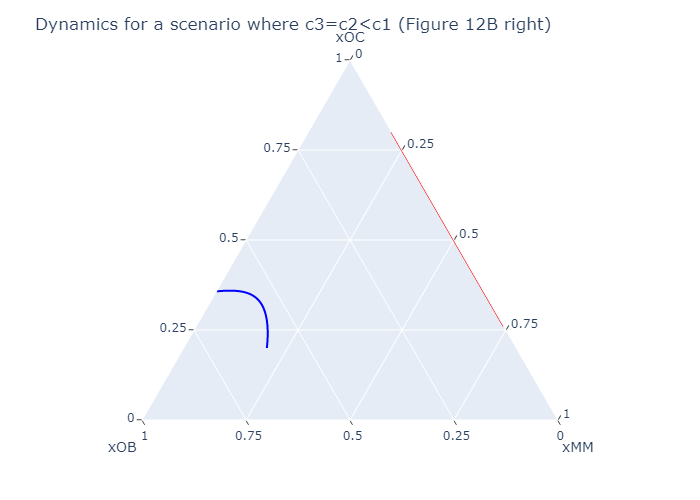 Dynamics for a scenario where c3=c2<c1 (Figure 12B right)
xOC
1 0
0.75 0.25
0.5 0.5
0.25 0.75
0 1
1 0.75 0.5 0.25 0
xOB xMM